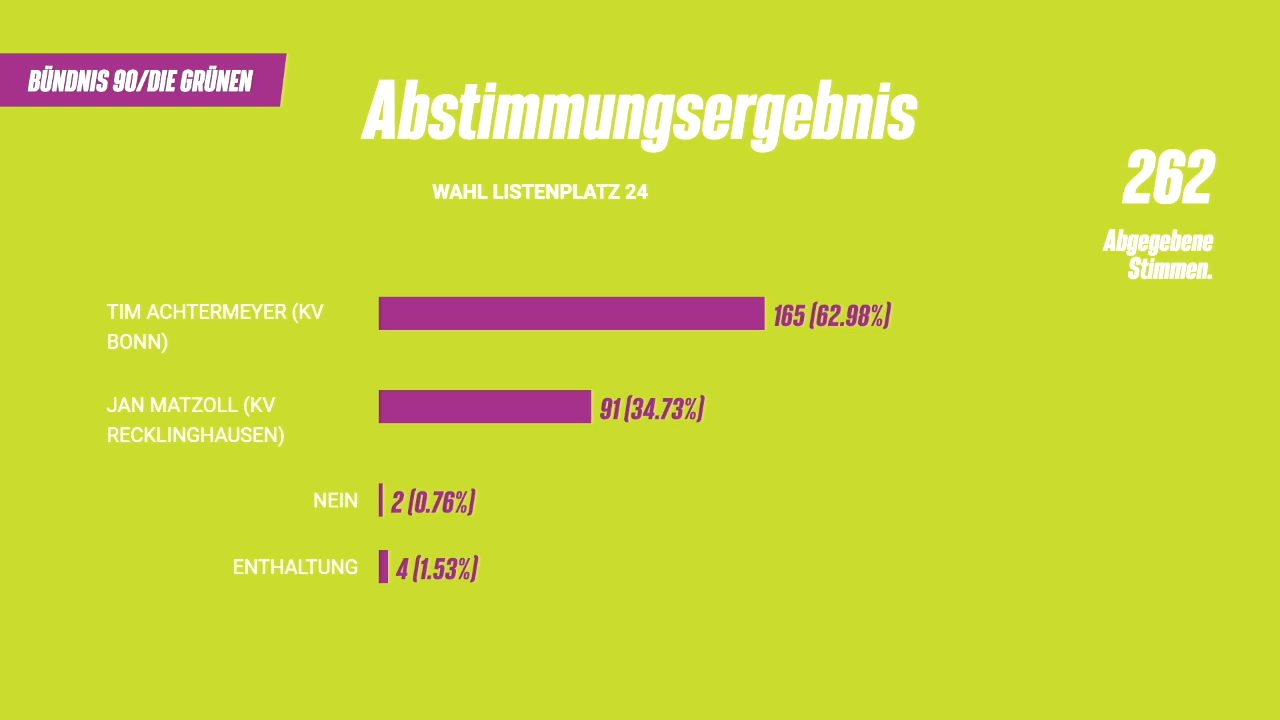 BÜNDNIS 90/DIE GRÜNEN
Abstimmungsergebnis
WAHL LISTENPLATZ 24
262
Abgegebene
Stimmen.
TIM ACHTERMEYER (KV
BONN)
165 (62.98%)
JAN MATZOLL (KV
RECKLINGHAUSEN)
91 (34.73%)
NEIN
2 (0.76%)
ENTHALTUNG
4 (1.53%)